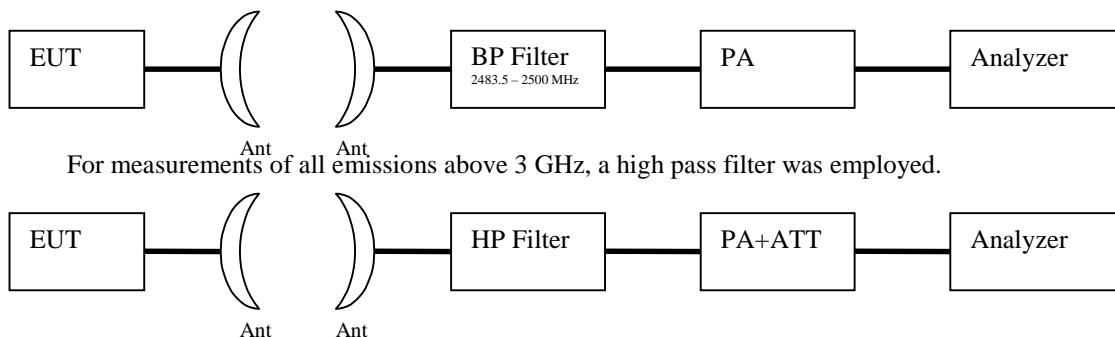 EUT BP Filter PA Analyzer
2483.5 – 2500 MHz
Ant Ant
For measurements of all emissions above 3 GHz, a high pass filter was employed.
EUT HP Filter PA+ATT Analyzer
Ant Ant